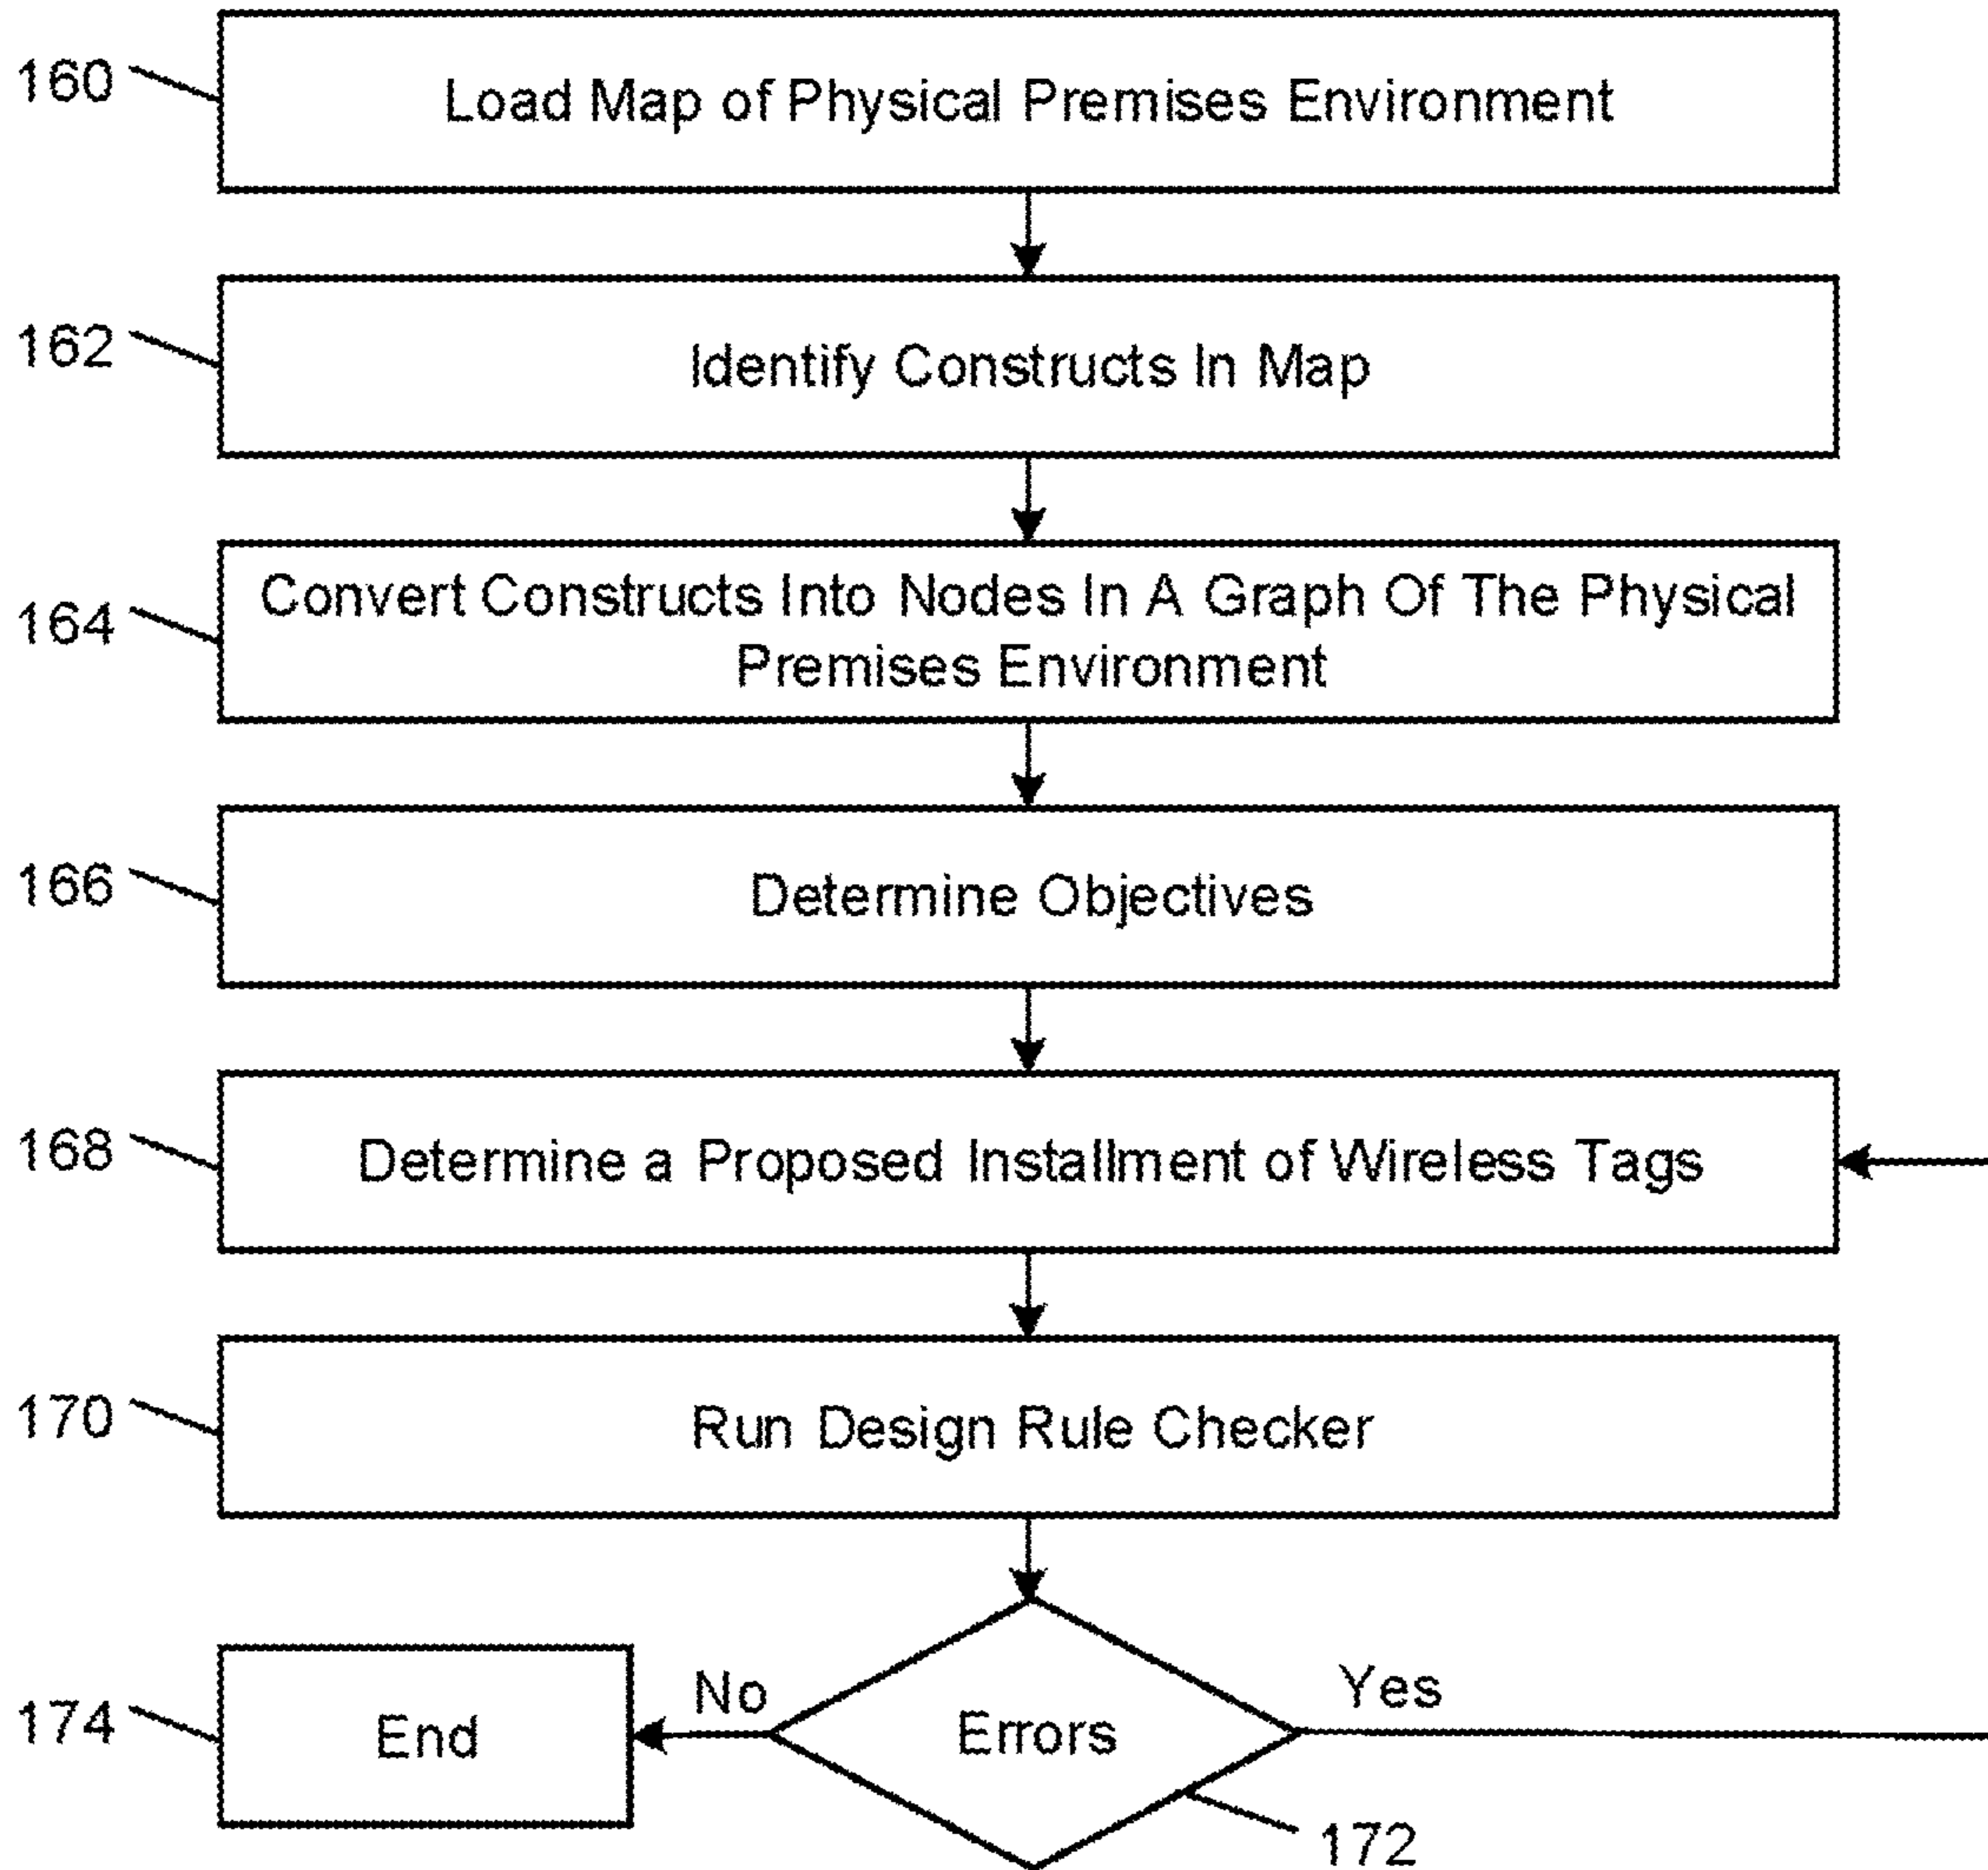 160
Load Map of Physical Premises Environment
162
Identify Constructs In Map
164
Convert Constructs Into Nodes In A Graph Of The Physical
Premises Environment
166
Determine Objectives
168
Determine a Proposed Installment of Wireless Tags
170
Run Design Rule Checker
174
End
No
Errors
Yes
172